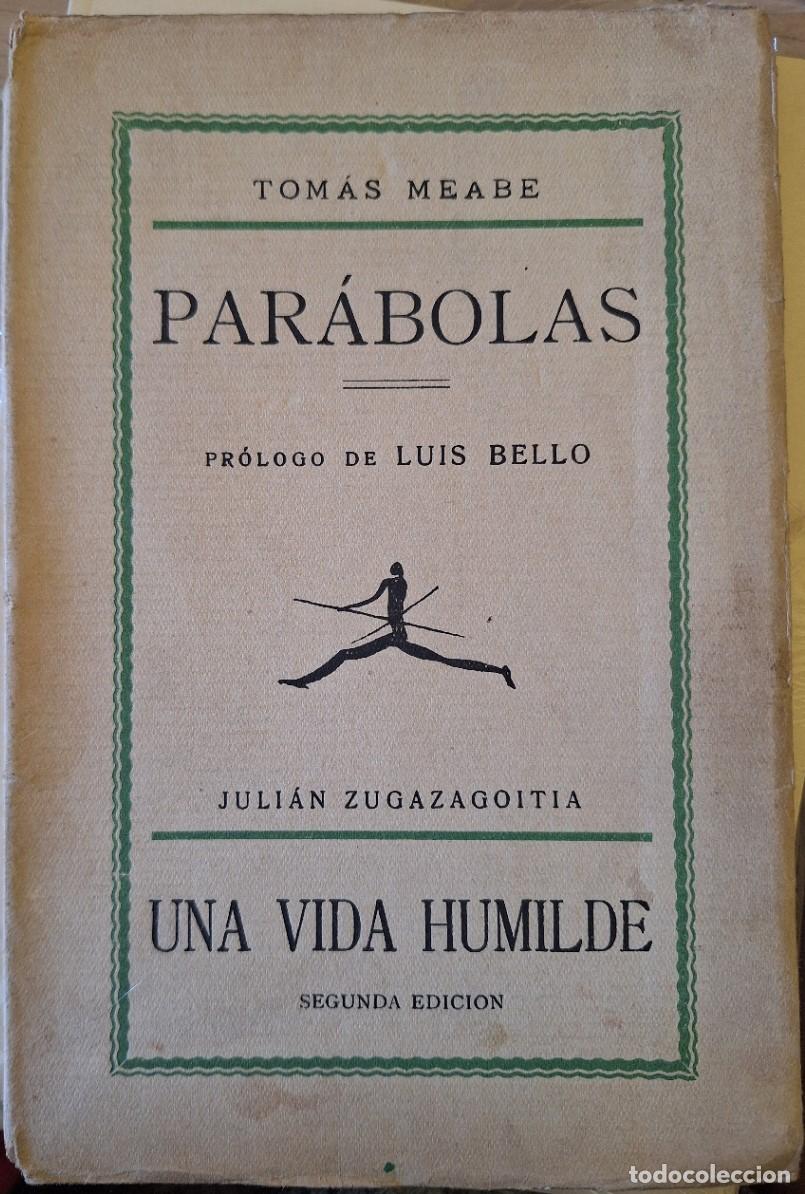 TOMÁS MEABE
PARÁBOLAS
PRÓLOGO DE LUIS BELLO
JULIÁN ZUGAZAGOITIA
UNA VIDA HUMILDE
SEGUNDA EDICION
todocoleccion